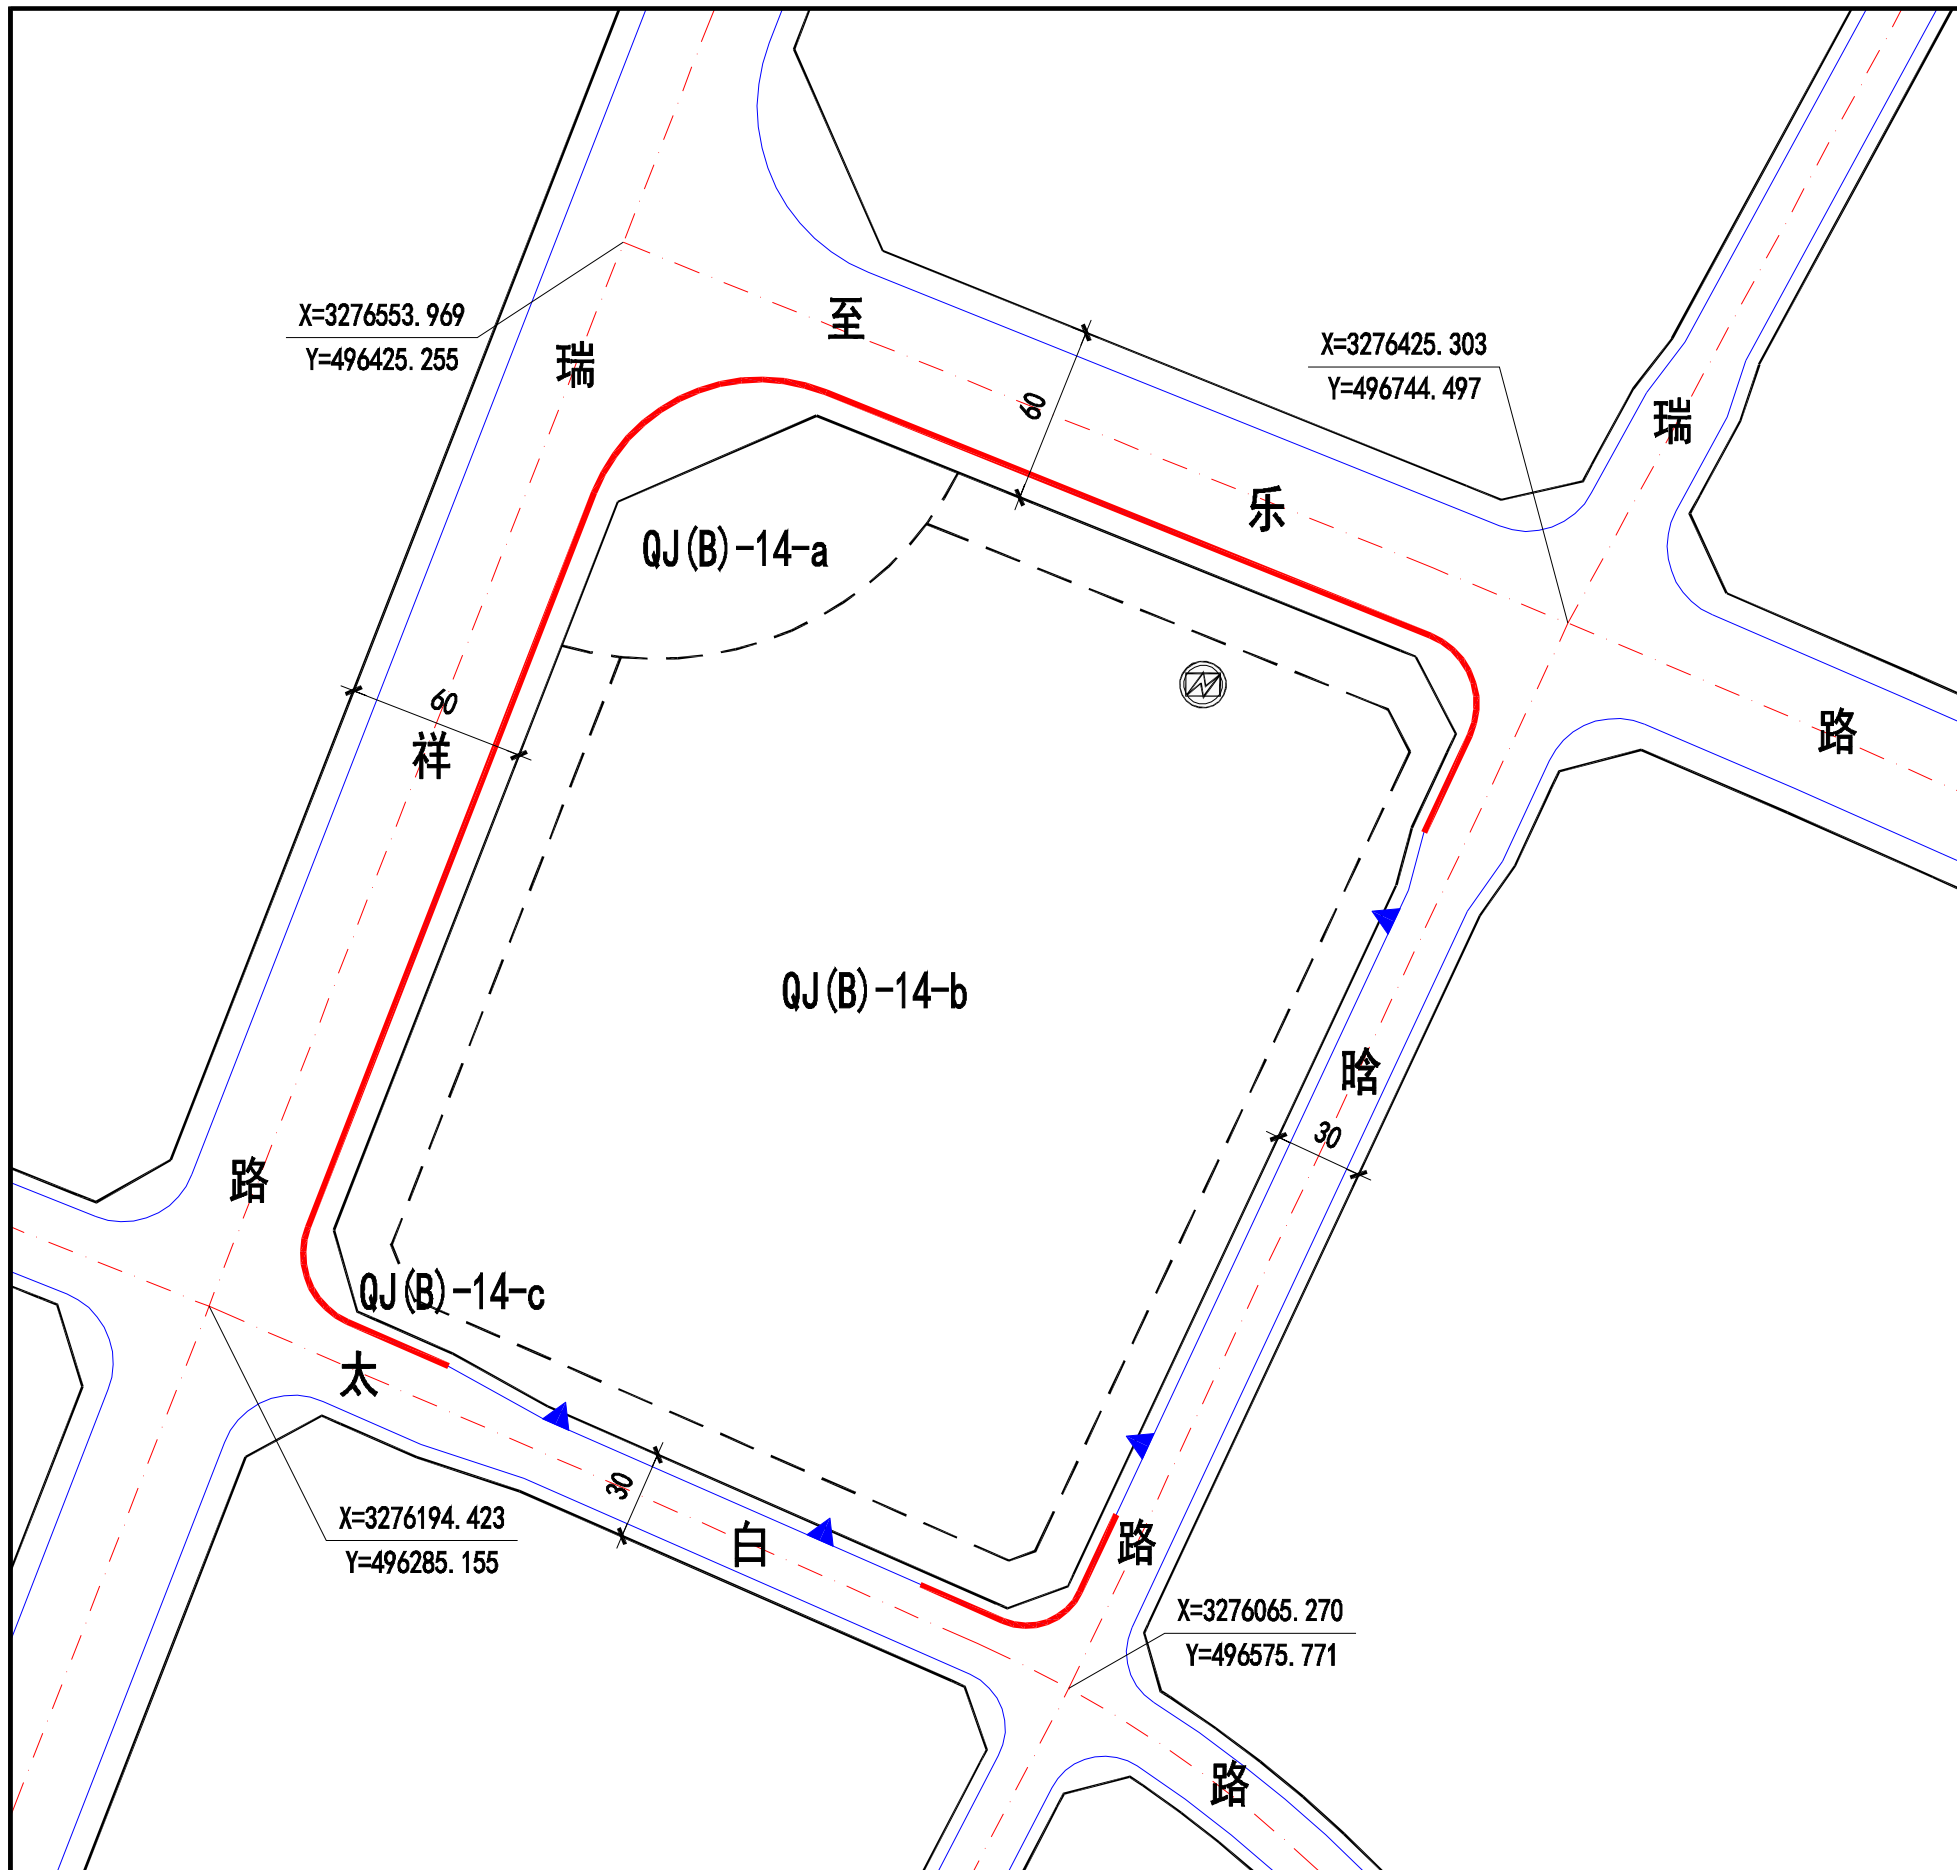 X=3276553.969
Y=496425.255
至
瑞
60
X=3276425.303
Y=496744.497
瑞
乐
QJ(B)-14-a
60
祥
路
QJ(B)-14-b
晗
30
路
QJ(B)-14-c
太
30
白
路
X=3276194.423
Y=496285.155
X=3276065.270
Y=496575.771
路